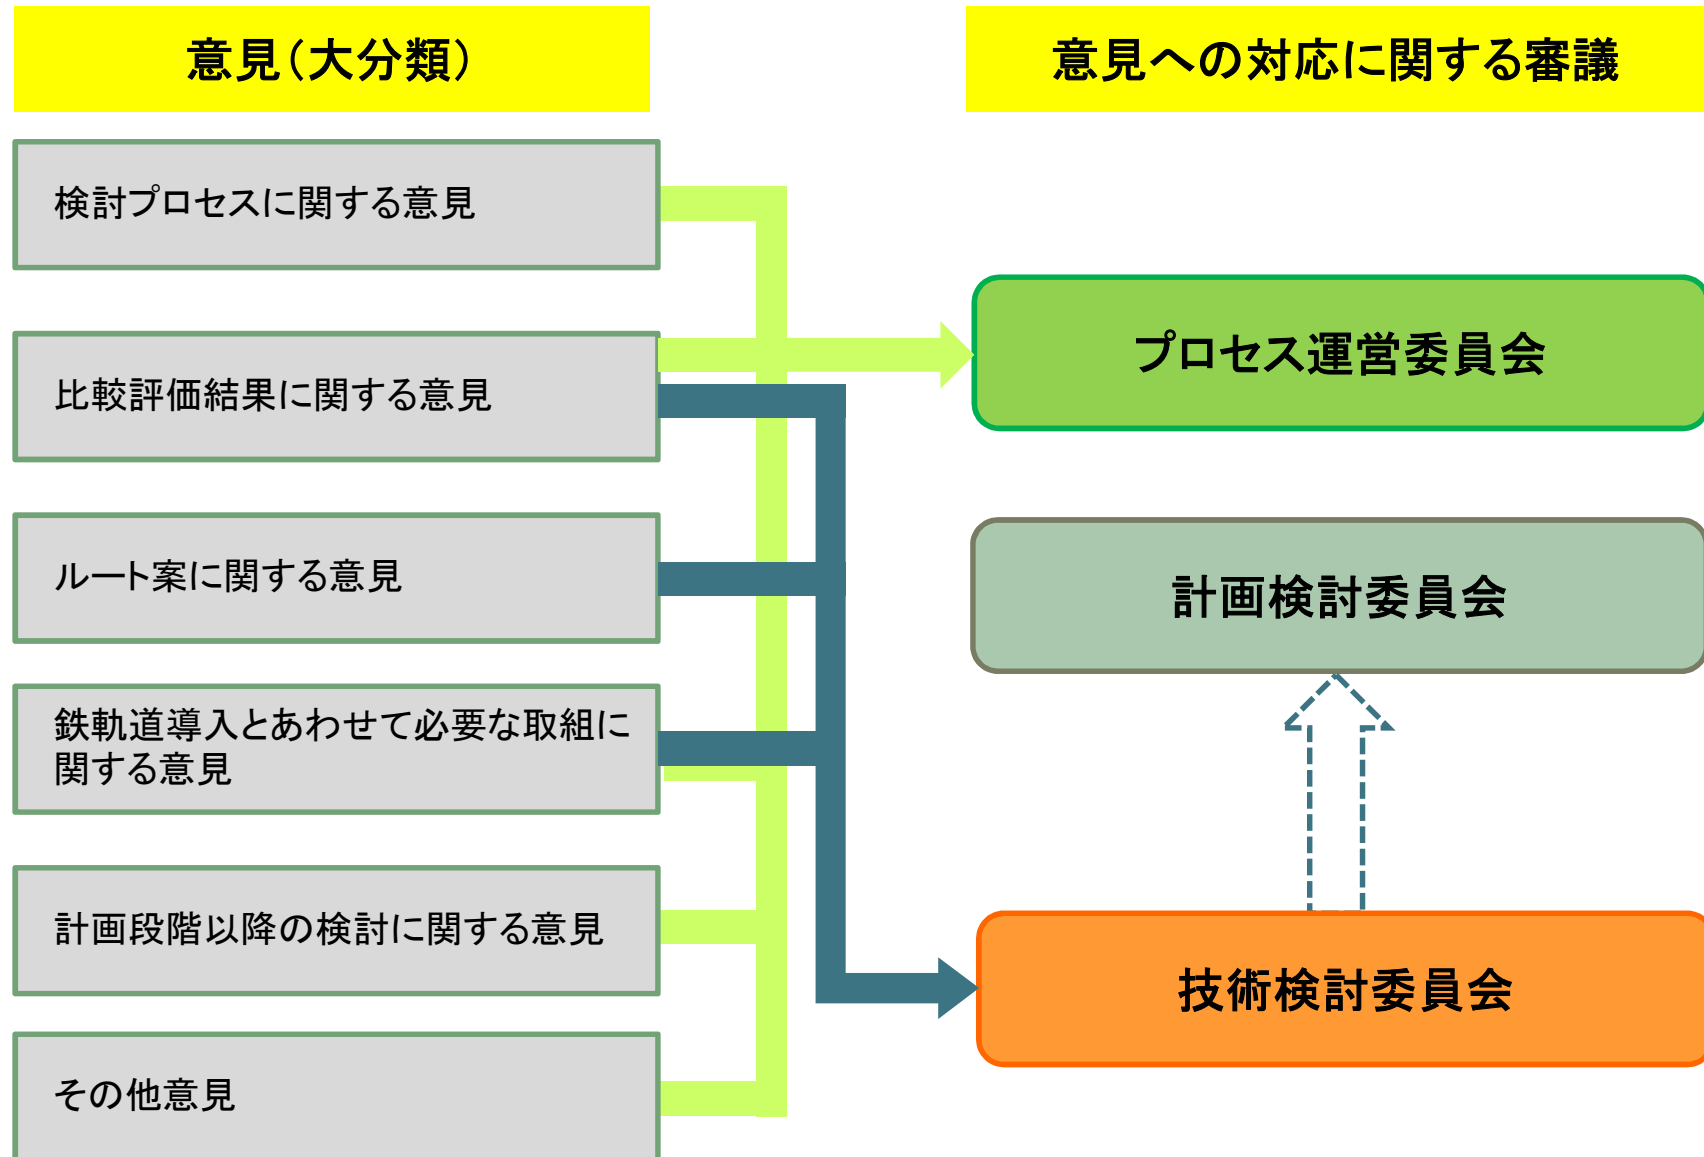 意見（大分類）
意見への対応に関する審議
検討プロセスに関する意見
比較評価結果に関する意見
ルート案に関する意見
鉄軌道導入とあわせて必要な取組に
関する意見
計画段階以降の検討に関する意見
その他意見
プロセス運営委員会
計画検討委員会
技術検討委員会